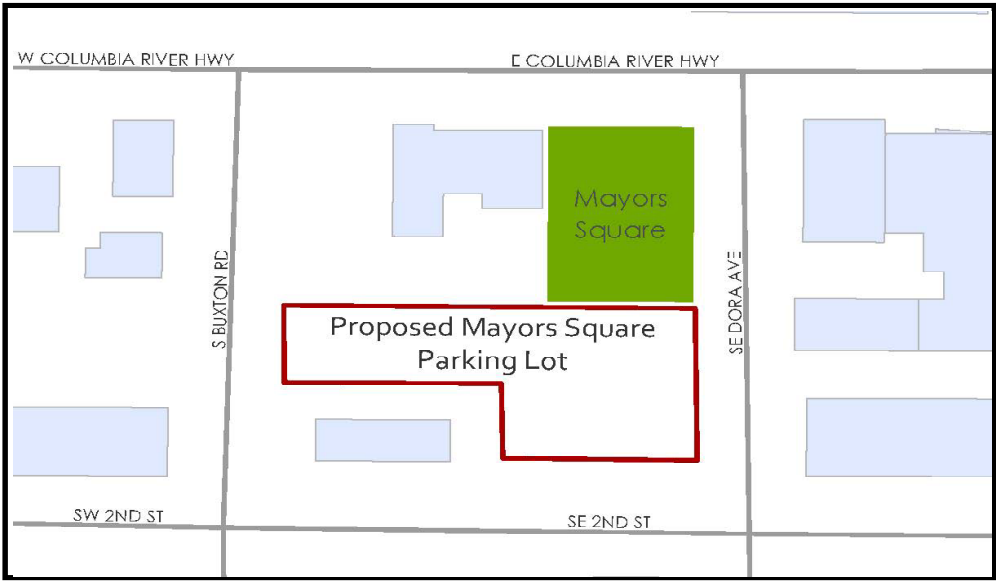 W COLUMBIA RIVER HWY
E COLUMBIA RIVER HWY
Mayors
Square
S BUXTON RD
SE DORA AVE
Proposed Mayors Square
Parking Lot
SW 2ND ST
SE 2ND ST